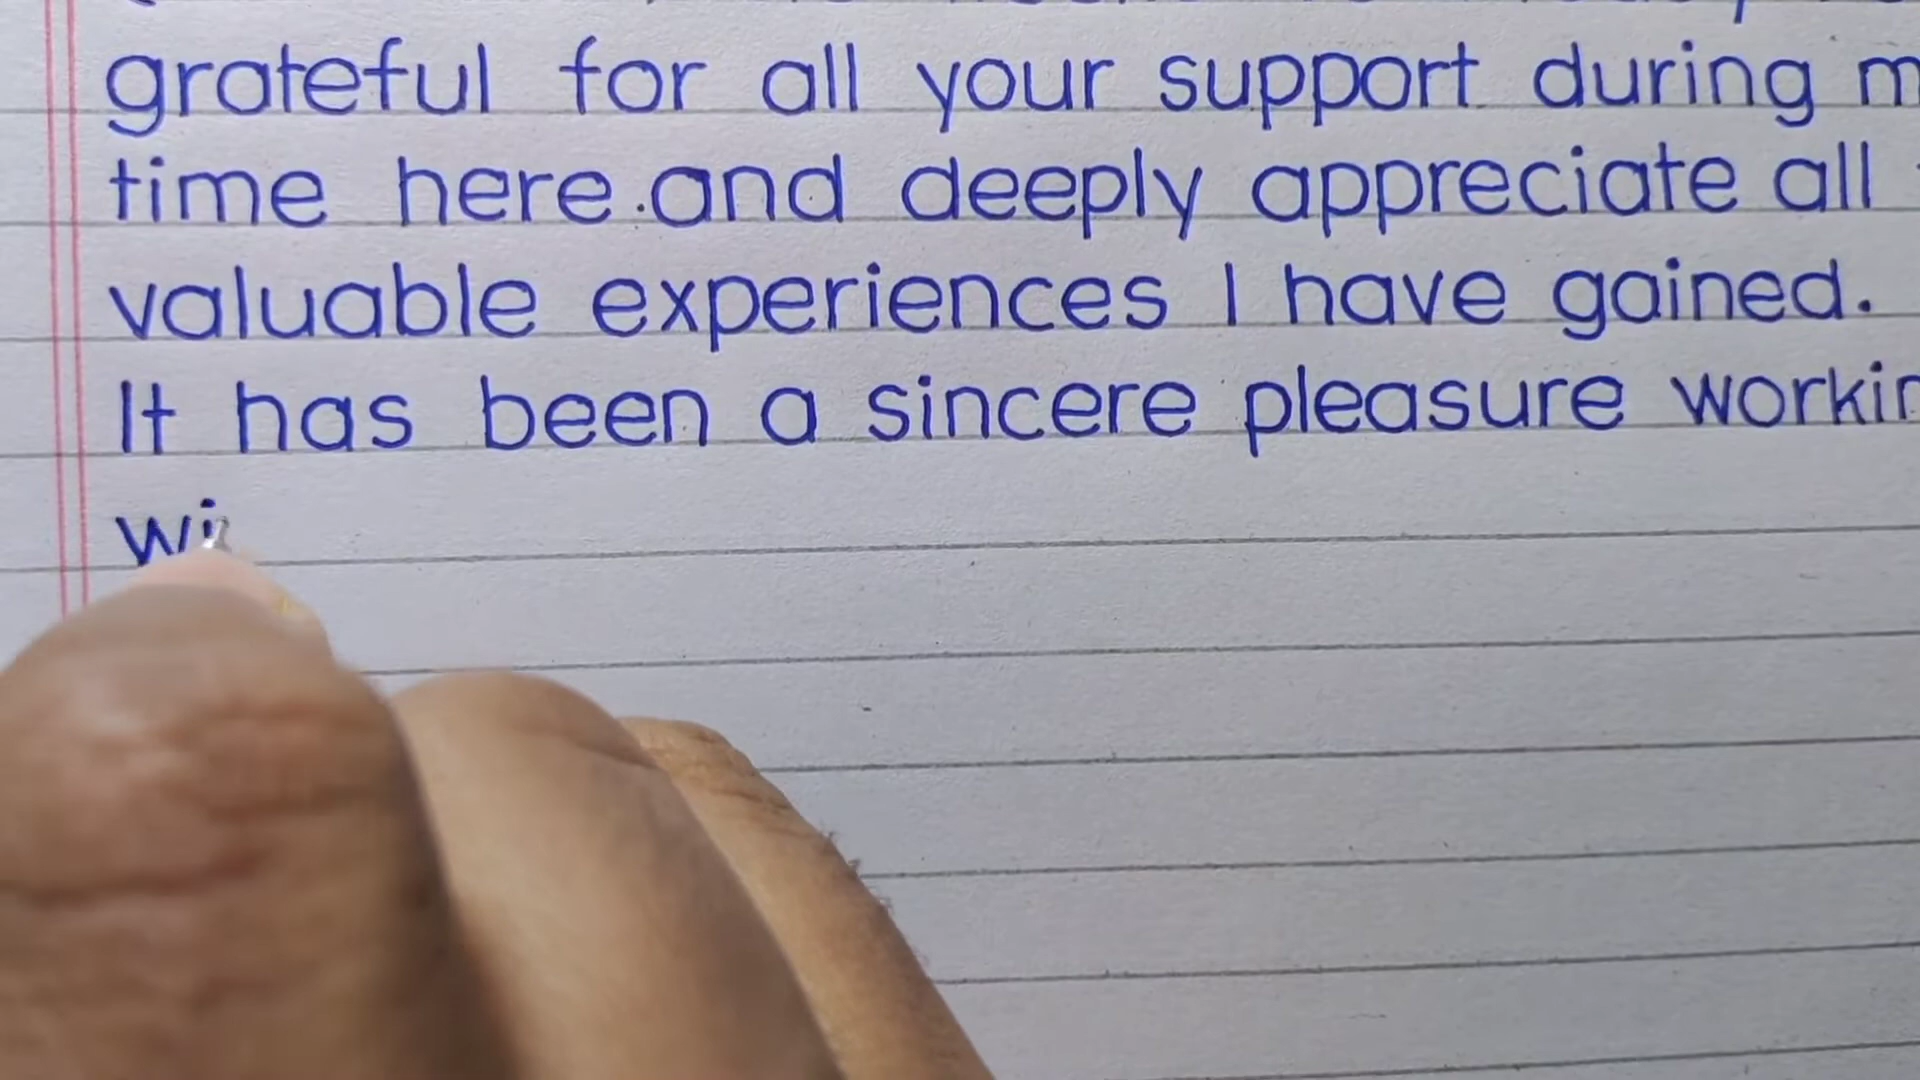 grateful for all your support during m
time here and deeply appreciate all
valuable experiences I have gained.
It has been a sincere pleasure workin
wi